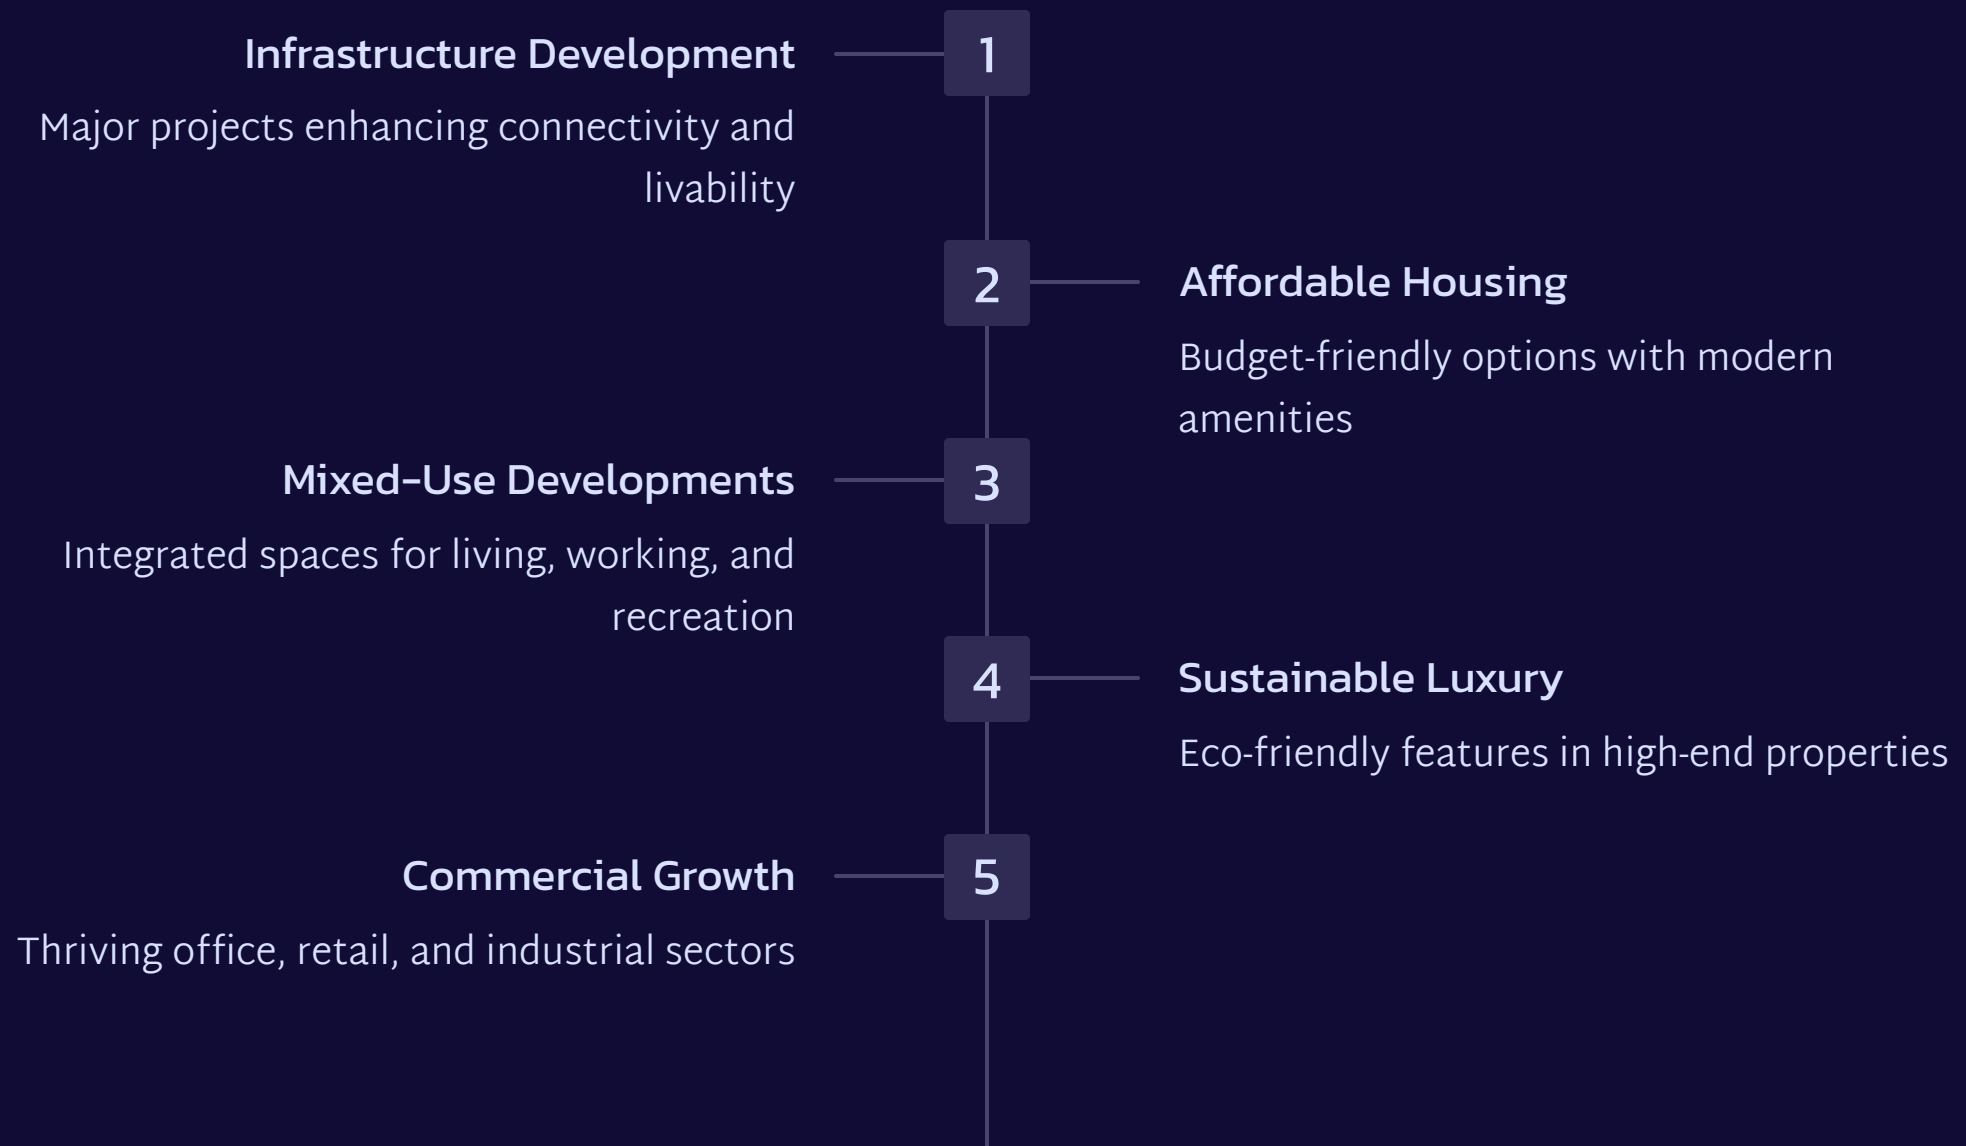 1
Infrastructure Development
Major projects enhancing connectivity and
livability
2
Affordable Housing
Budget-friendly options with modern
amenities
3
Mixed-Use Developments
Integrated spaces for living, working, and
recreation
4
Sustainable Luxury
Eco-friendly features in high-end properties
5
Commercial Growth
Thriving office, retail, and industrial sectors